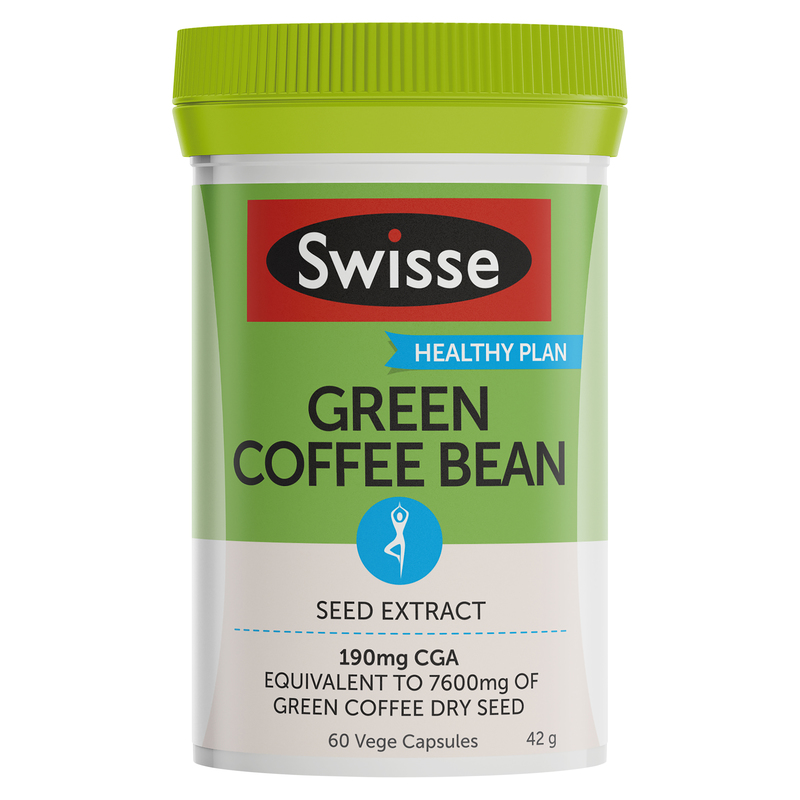 Swisse
HEALTHY PLAN
GREEN
COFFEE BEAN
SEED EXTRACT
190mg CGA
EQUIVALENT TO 7600mg OF
GREEN COFFEE DRY SEED
60 Vege Capsules 42 g